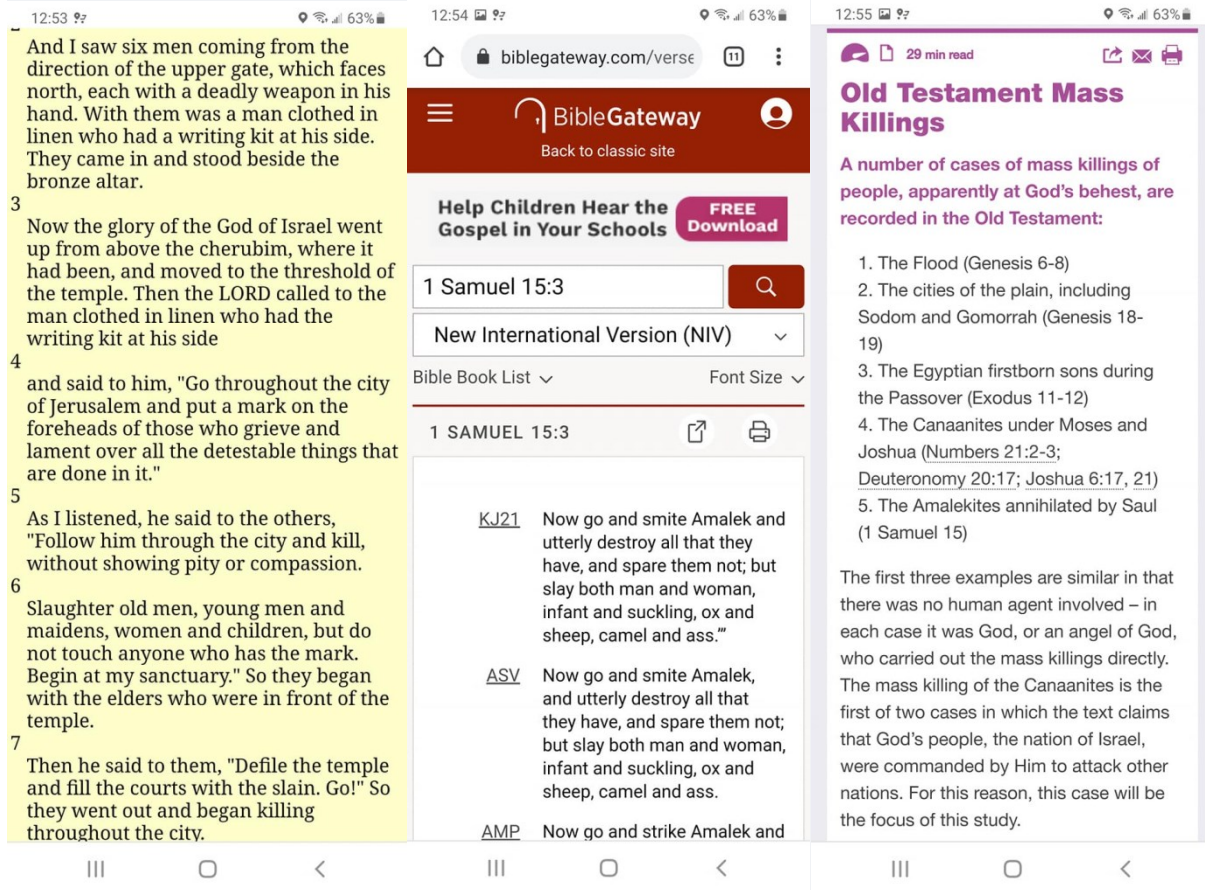 12:53
63%
And I saw six men coming from the
direction of the upper gate, which faces
north, each with a deadly weapon in his
hand. With them was a man clothed in
linen who had a writing kit at his side.
They came in and stood beside the
bronze altar.
3
Now the glory of the God of Israel went
up from above the cherubim, where it
had been, and moved to the threshold of
the temple. Then the LORD called to the
man clothed in linen who had the
writing kit at his side
4
and said to him, "Go throughout the city
of Jerusalem and put a mark on the
foreheads of those who grieve and
lament over all the detestable things that
are done in it."
5
As I listened, he said to the others,
"Follow him through the city and kill,
without showing pity or compassion.
6
Slaughter old men, young men and
maidens, women and children, but do
not touch anyone who has the mark.
Begin at my sanctuary." So they began
with the elders who were in front of the
temple.
7
Then he said to them, "Defile the temple
and fill the courts with the slain. Go!" So
they went out and began killing
throughout the city.
12:54
63%
biblegateway.com/verse
11
BibleGateway
Back to classic site
Help Children Hear the
Gospel in Your Schools
FREE
Download
1 Samuel 15:3
New International Version (NIV)
Bible Book List
Font Size
1 SAMUEL 15:3
KJ21 Now go and smite Amalek and
utterly destroy all that they
have, and spare them not; but
slay both man and woman,
infant and suckling, ox and
sheep, camel and ass.’”
ASV Now go and smite Amalek,
and utterly destroy all that
they have, and spare them not;
but slay both man and woman,
infant and suckling, ox and
sheep, camel and ass.
AMP Now go and strike Amalek and
12:55
63%
29 min read
Old Testament Mass
Killings
A number of cases of mass killings of
people, apparently at God’s behest, are
recorded in the Old Testament:
1. The Flood (Genesis 6-8)
2. The cities of the plain, including
Sodom and Gomorrah (Genesis 18-
19)
3. The Egyptian firstborn sons during
the Passover (Exodus 11-12)
4. The Canaanites under Moses and
Joshua (Numbers 21:2-3;
Deuteronomy 20:17; Joshua 6:17, 21)
5. The Amalekites annihilated by Saul
(1 Samuel 15)
The first three examples are similar in that
there was no human agent involved – in
each case it was God, or an angel of God,
who carried out the mass killings directly.
The mass killing of the Canaanites is the
first of two cases in which the text claims
that God’s people, the nation of Israel,
were commanded by Him to attack other
nations. For this reason, this case will be
the focus of this study.